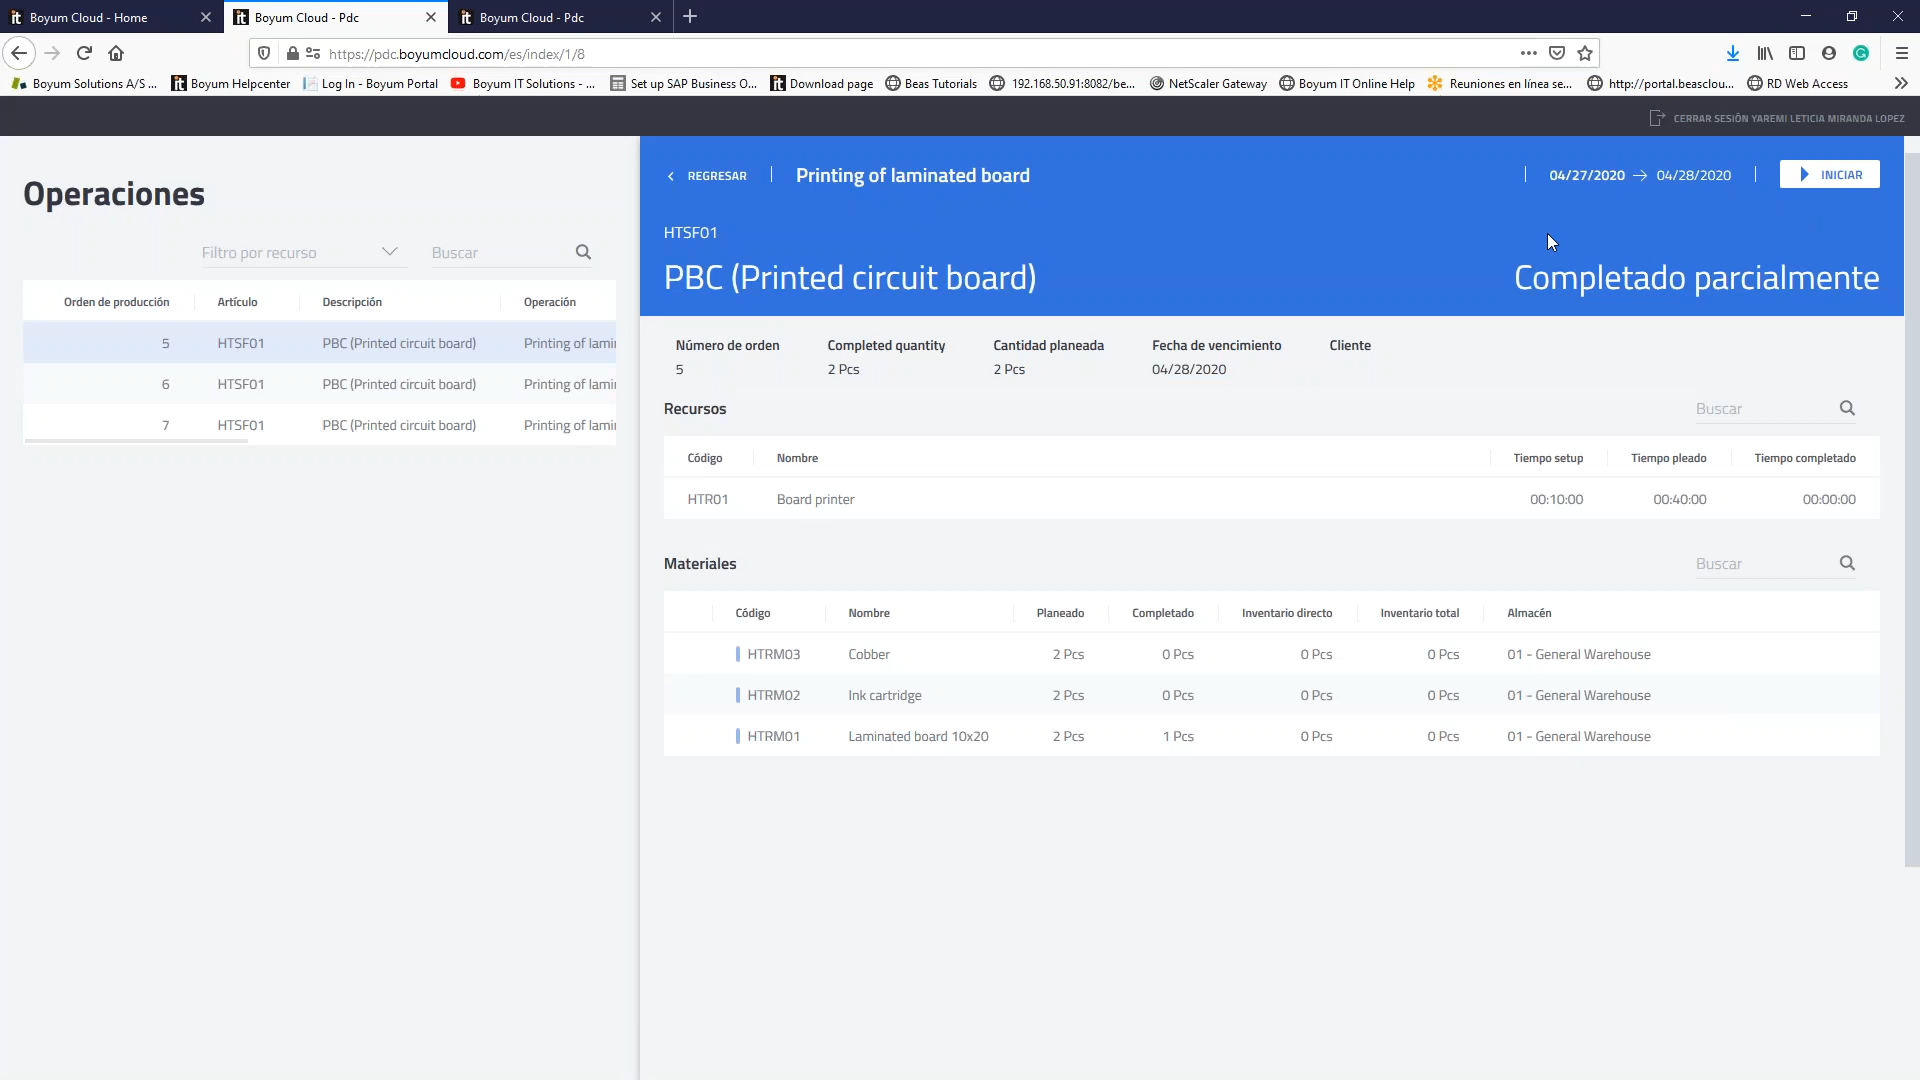 Boyum Cloud - Home
Boyum Cloud - Pdc
Boyum Cloud - Pdc
https://pdc.boyumcloud.com/es/index/1/8
Boyum Solutions A/S ...
Boyum Helpcenter
Log In - Boyum Portal
Boyum IT Solutions - ...
Set up SAP Business O...
Download page
Beas Tutorials
192.168.50.91:8082/be...
NetScaler Gateway
Boyum IT Online Help
Reuniones en línea se...
http://portal.beasclou...
RD Web Access
CERRAR SESIÓN YAREMI LETICIA MIRANDA LOPEZ
Operaciones
Filtro por recurso
Buscar
Orden de producción Artículo Descripción Operación
5 HTSF01 PBC (Printed circuit board) Printing of lami
6 HTSF01 PBC (Printed circuit board) Printing of lami
7 HTSF01 PBC (Printed circuit board) Printing of lami
REGRESAR
Printing of laminated board
04/27/2020 → 04/28/2020
INICIAR
HTSF01
PBC (Printed circuit board)
Completado parcialmente
Número de orden Completed quantity Cantidad planeada Fecha de vencimiento Cliente
5 2 Pcs 2 Pcs 04/28/2020
Recursos
Buscar
Código Nombre Tiempo setup Tiempo pleado Tiempo completado
HTR01 Board printer 00:10:00 00:40:00 00:00:00
Materiales
Buscar
Código Nombre Planeado Completado Inventario directo Inventario total Almacén
HTRM03 Cobber 2 Pcs 0 Pcs 0 Pcs 0 Pcs 01 - General Warehouse
HTRM02 Ink cartridge 2 Pcs 0 Pcs 0 Pcs 0 Pcs 01 - General Warehouse
HTRM01 Laminated board 10x20 2 Pcs 1 Pcs 0 Pcs 0 Pcs 01 - General Warehouse